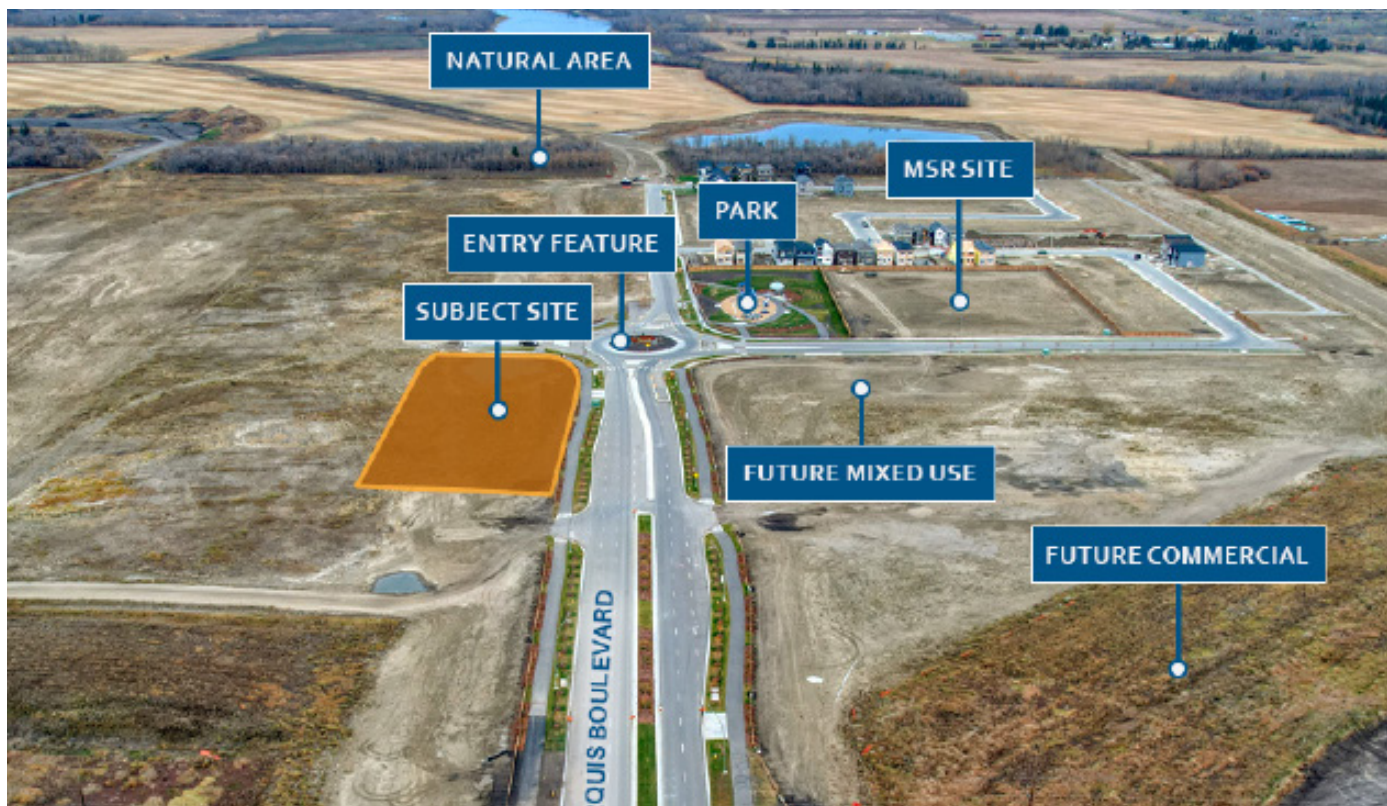 NATURAL AREA
MSR SITE
PARK
ENTRY FEATURE
SUBJECT SITE
FUTURE MIXED USE
FUTURE COMMERCIAL
QUIS BOULEVARD